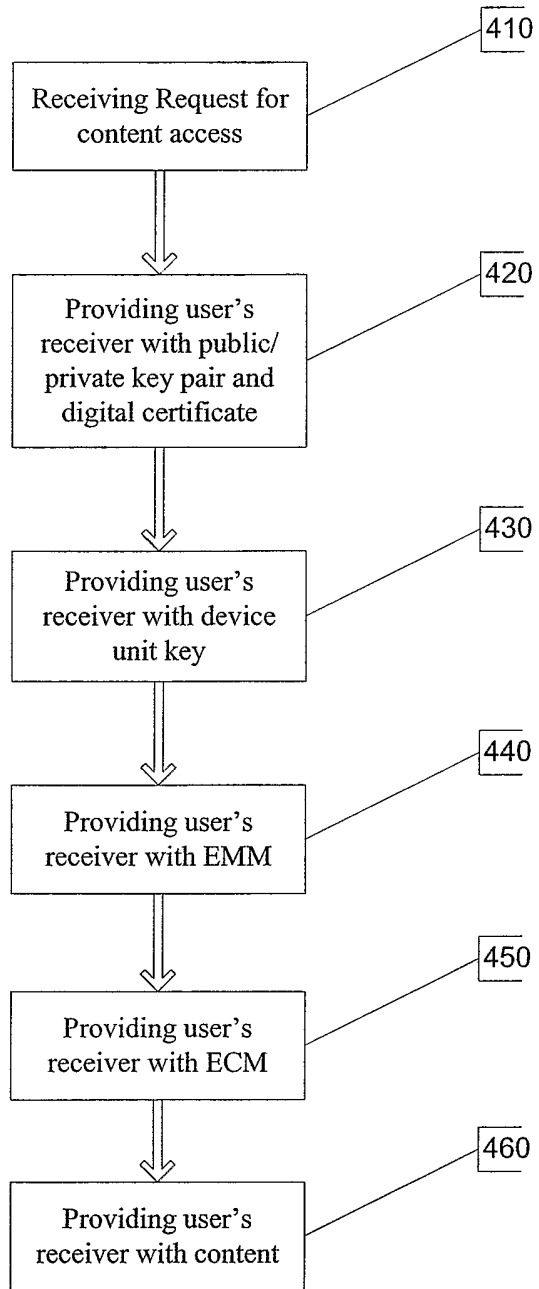 410
Receiving Request for
content access
420
Providing user's
receiver with public/
private key pair and
digital certificate
430
Providing user's
receiver with device
unit key
440
Providing user's
receiver with EMM
450
Providing user's
receiver with ECM
460
Providing user's
receiver with content